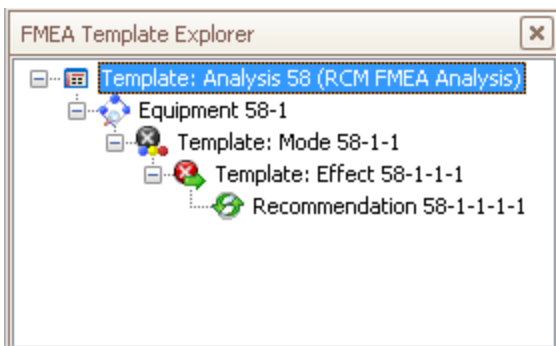 FMEA Template Explorer
Template: Analysis 58 (RCM FMEA Analysis)
Equipment 58-1
Template: Mode 58-1-1
Template: Effect 58-1-1-1
Recommendation 58-1-1-1-1